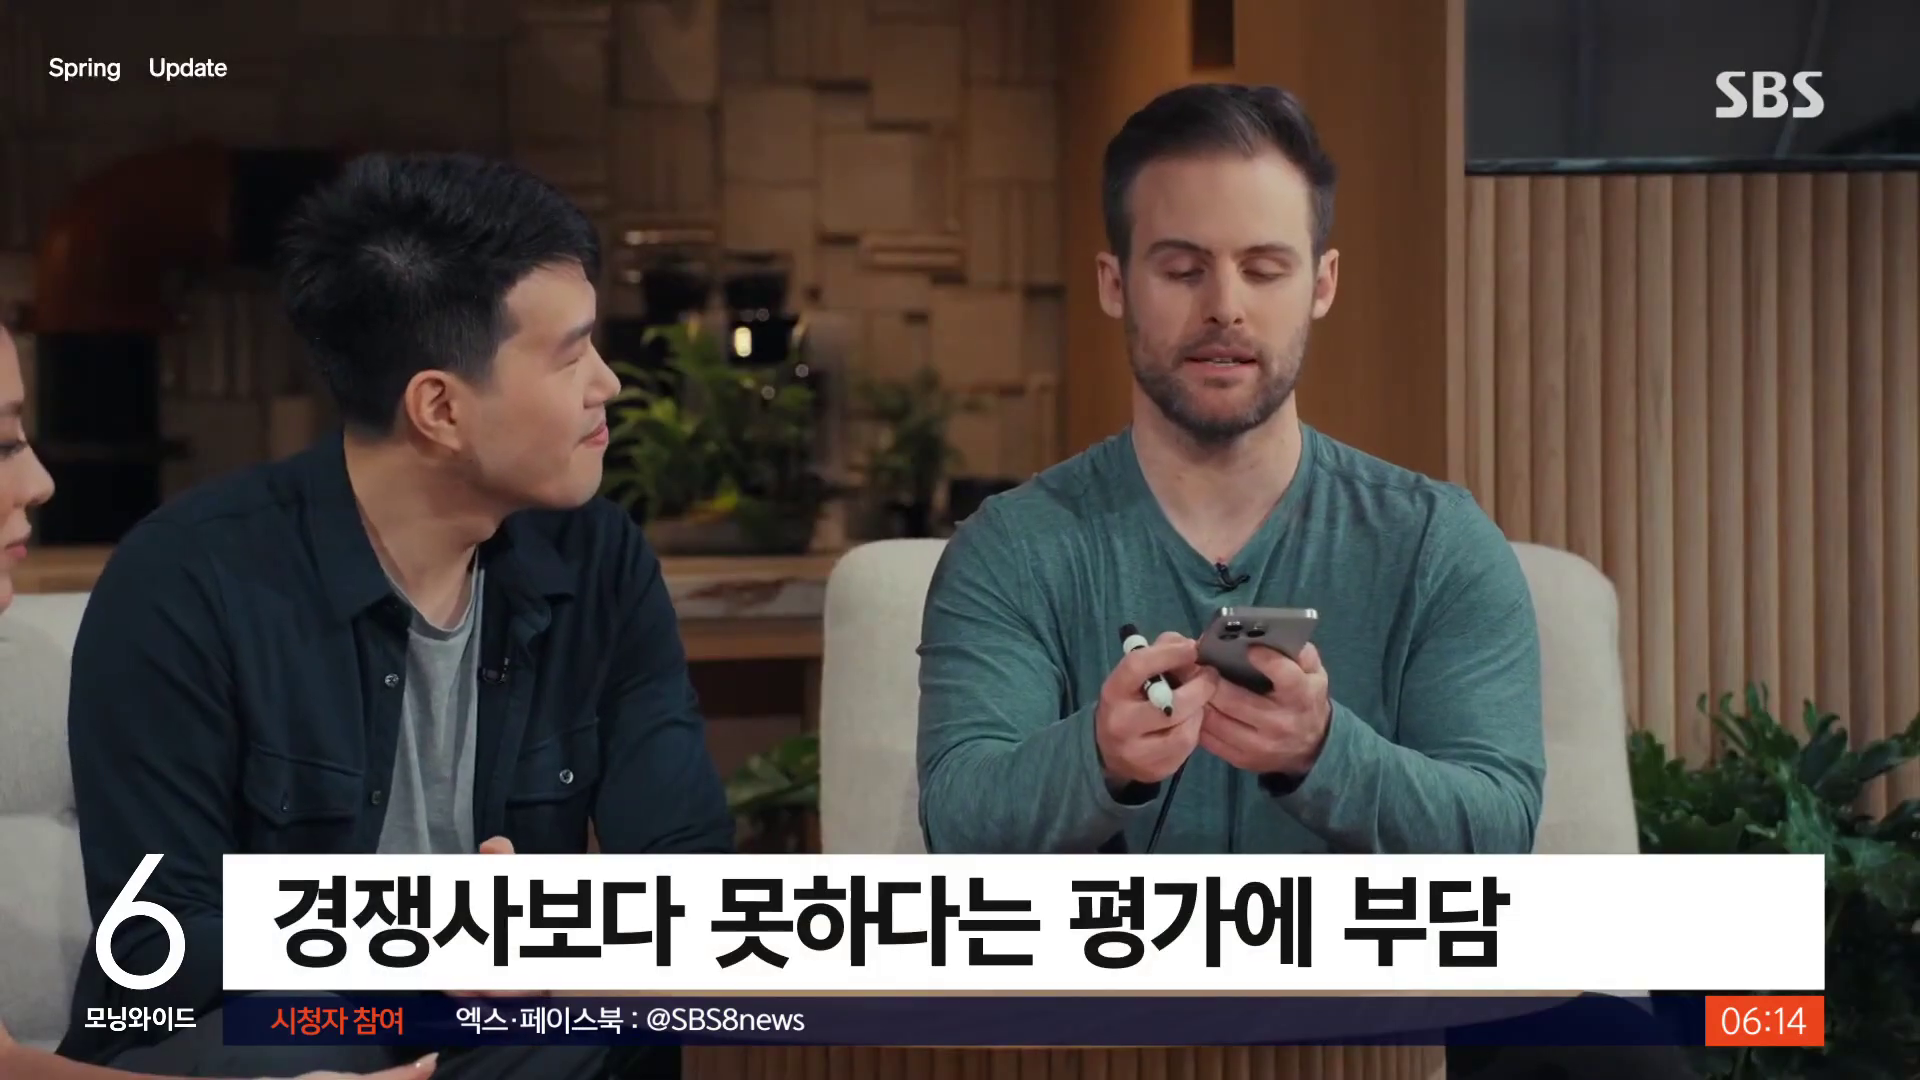 Spring Update
SBS
경쟁사보다 못하다는 평가에 부담
6
모닝와이드
시청자 참여 엑스·페이스북 : @SBS8news
06:14